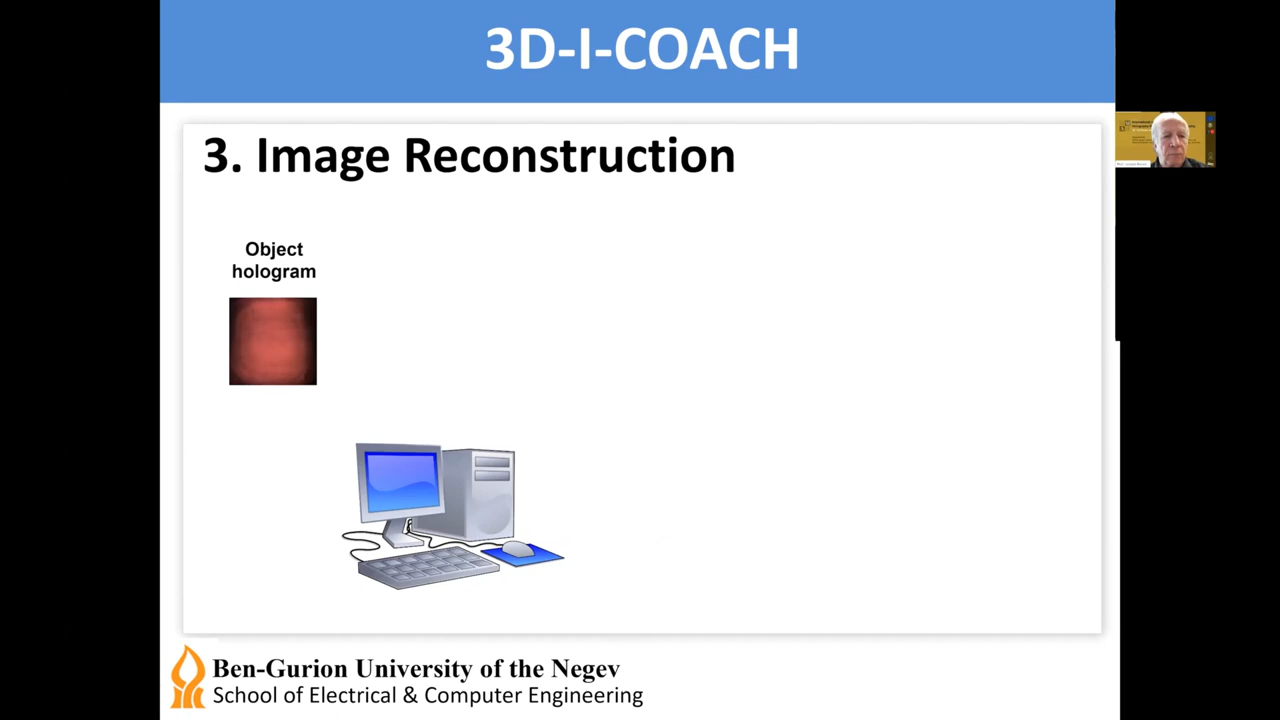 3D-I-COACH
3. Image Reconstruction
Object
hologram
Ben-Gurion University of the Negev
School of Electrical & Computer Engineering